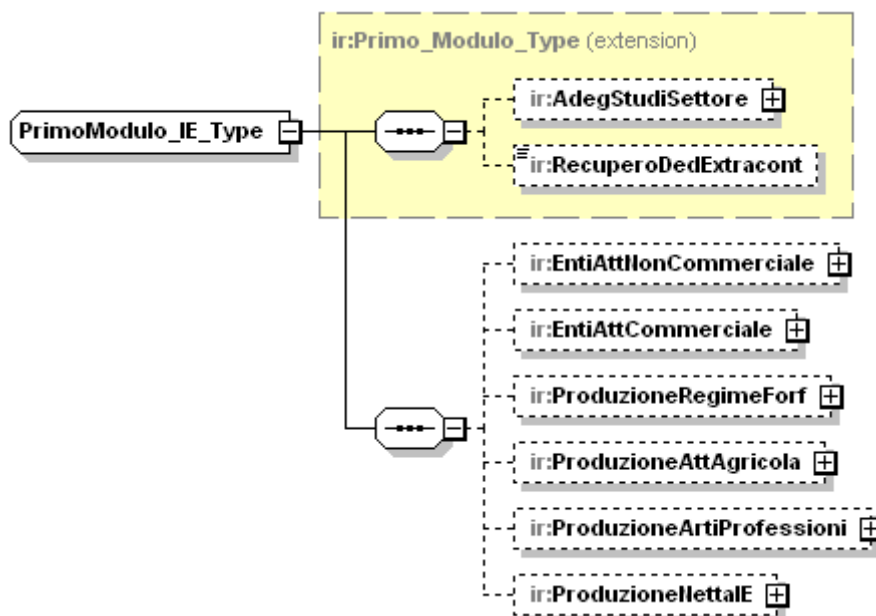 ir:Primo_Modulo_Type (extension)
ir:AdegStudiSettore
PrimoModulo_IE_Type
ir:RecuperoDedExtracont
ir:EntiAttNonCommerciale
ir:EntiAttCommerciale
ir:ProduzioneRegimeForf
ir:ProduzioneAttAgricola
ir:ProduzioneArtiProfessioni
ir:ProduzioneNettaIE